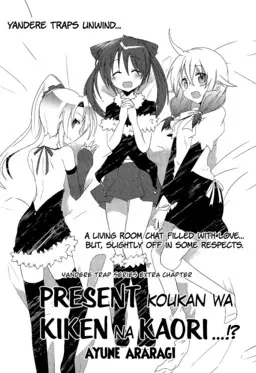 YANDERE TRAPS UNWIND...
A LIVING ROOM CHAT FILLED WITH LOVE...
BUT, SLIGHTLY OFF IN SOME RESPECTS.
YANDERE TRAP SERIES EXTRA CHAPTER
PRESENT KOUKAN WA
KIKEN NA KAORI...!?
AYUNE ARARAGI